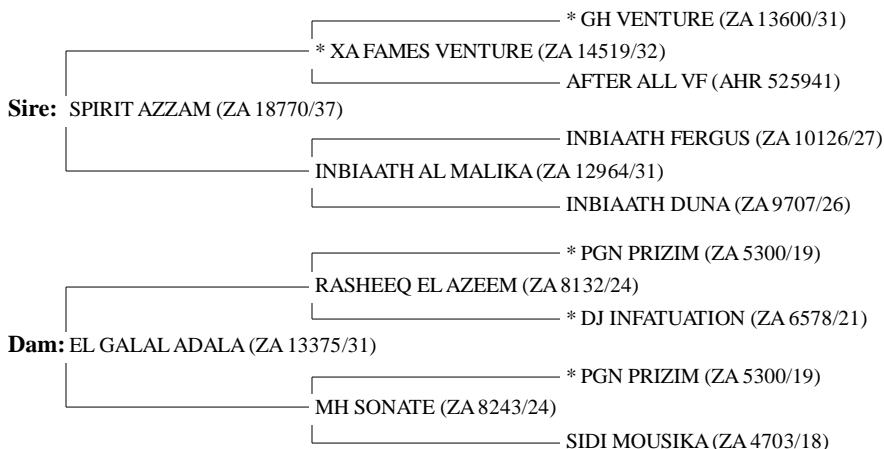 * GH VENTURE (ZA 13600/31)
* XA FAMES VENTURE (ZA 14519/32)
AFTER ALL VF (AHR 525941)
Sire: SPIRIT AZZAM (ZA 18770/37)
INBIAATH FERGUS (ZA 10126/27)
INBIAATH AL MALIKA (ZA 12964/31)
INBIAATH DUNA (ZA 9707/26)
* PGN PRIZIM (ZA 5300/19)
RASHEEQ EL AZEEM (ZA 8132/24)
* DJ INFATUATION (ZA 6578/21)
Dam: EL GALAL ADALA (ZA 13375/31)
* PGN PRIZIM (ZA 5300/19)
MH SONATE (ZA 8243/24)
SIDI MOUSIKA (ZA 4703/18)